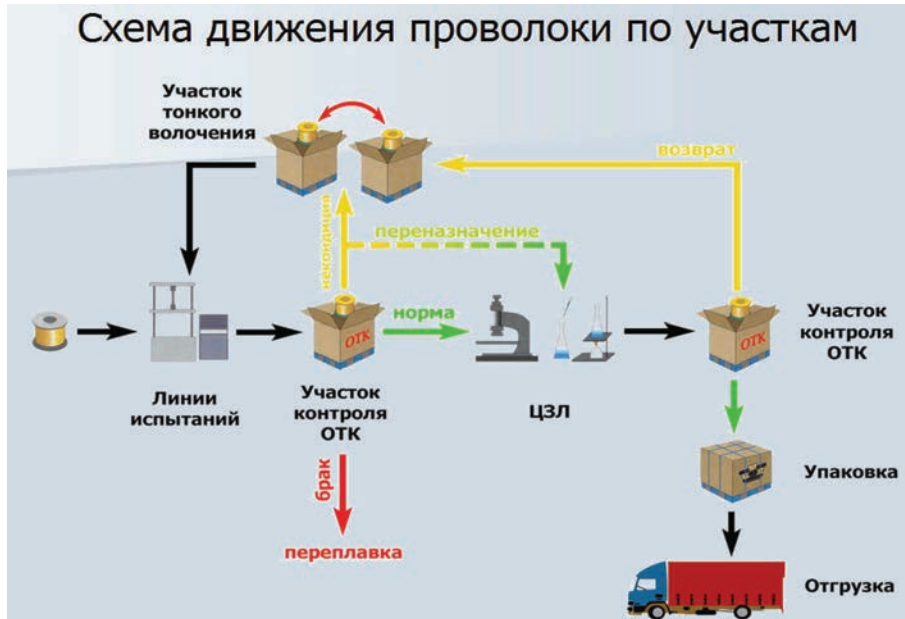 Схема движения проволоки по участкам
Участок
тонкого
волочения
возврат
некондиция
переназначение
норма
ОТК
ОТК
Участок
контроля
ОТК
Линии
испытаний
Участок
контроля
ОТК
ЦЗЛ
брак
Упаковка
переплавка
Отгрузка